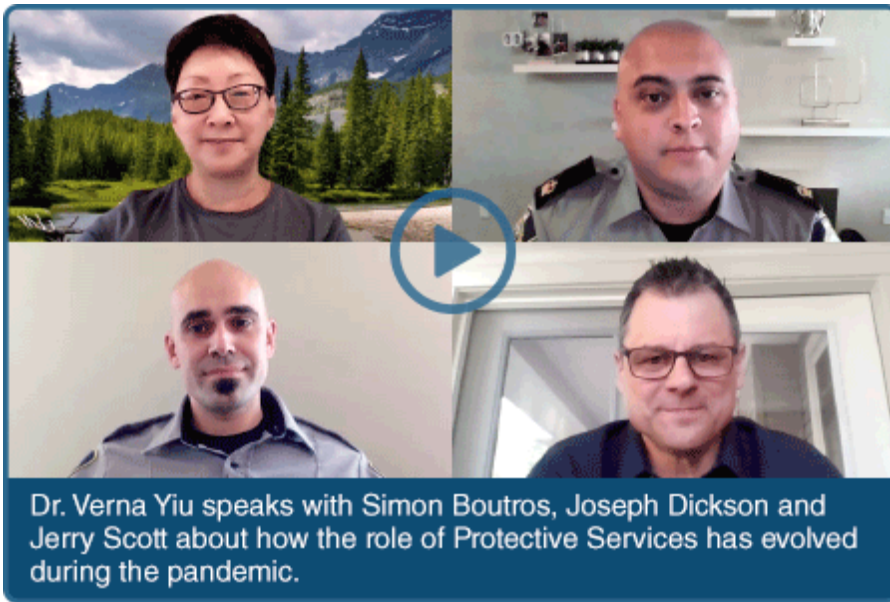 Dr. Verna Yiu speaks with Simon Boutros, Joseph Dickson and
Jerry Scott about how the role of Protective Services has evolved
during the pandemic.